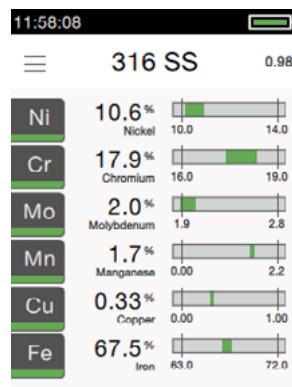 11:58:08
316 SS 0.98
Ni 10.6% Nickel 10.0 14.0
Cr 17.9% Chromium 16.0 19.0
Mo 2.0% Molybdenum 1.9 2.8
Mn 1.7% Manganese 0.00 2.2
Cu 0.33% Copper 0.00 1.00
Fe 67.5% Iron 63.0 72.0